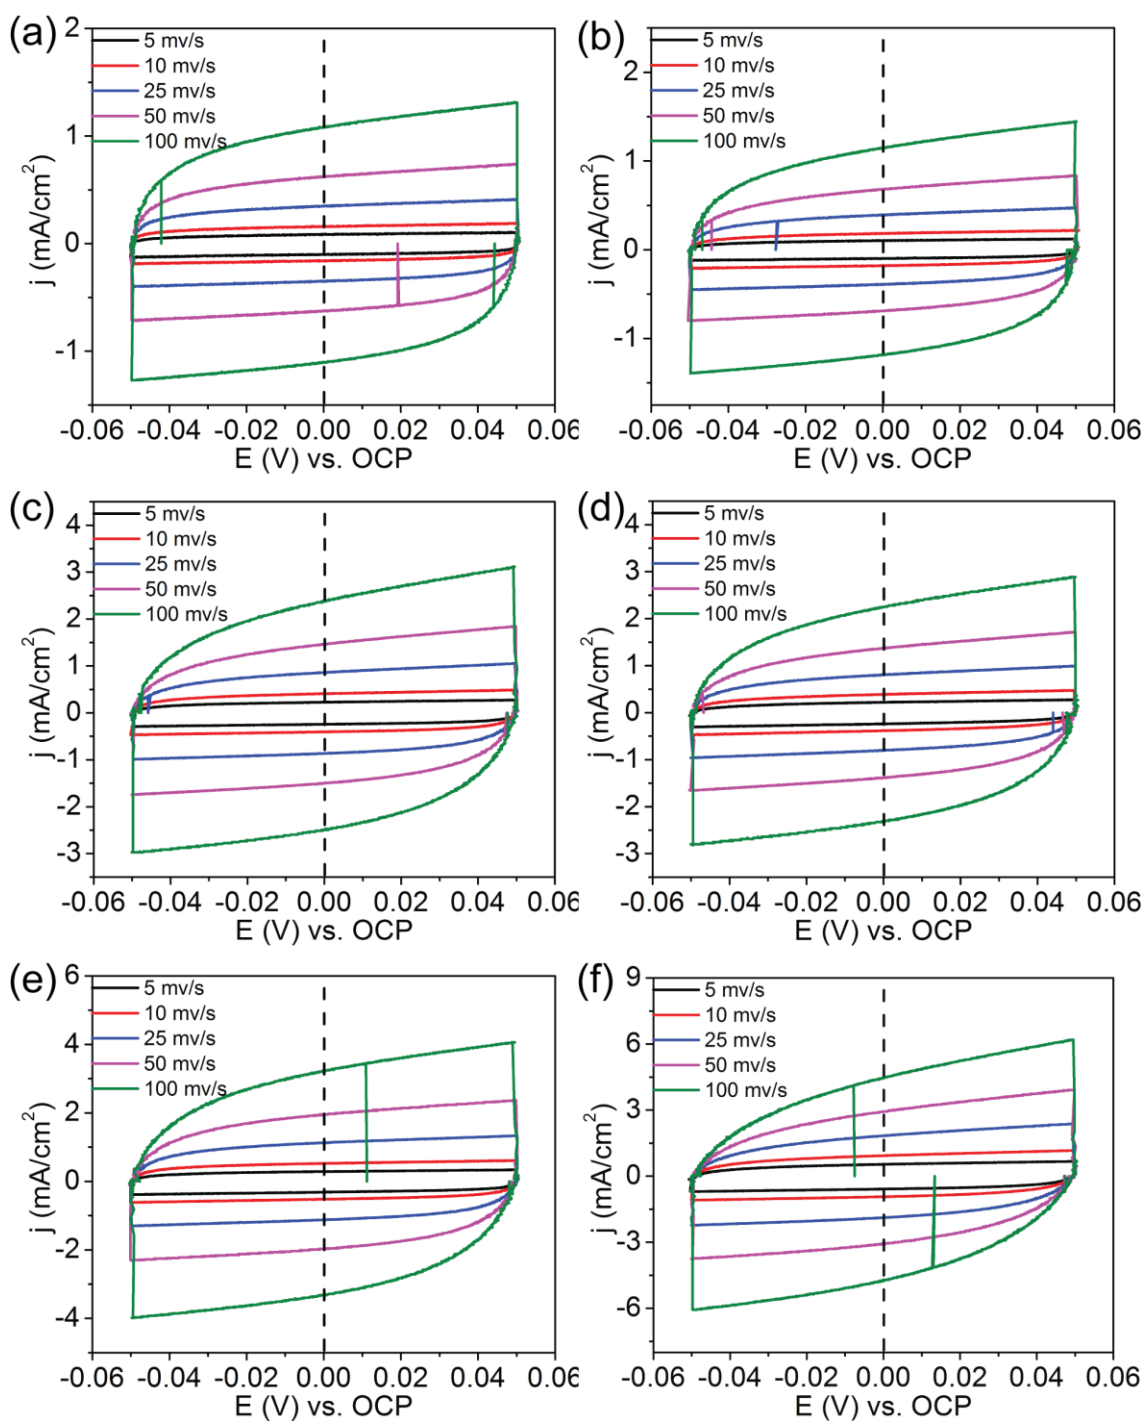 (a)
2
1
0
-1
j (mA/cm²)
5 mv/s
10 mv/s
25 mv/s
50 mv/s
100 mv/s
-0.06 -0.04 -0.02 0.00 0.02 0.04 0.06
E (V) vs. OCP
(b)
2
1
0
-1
j (mA/cm²)
5 mv/s
10 mv/s
25 mv/s
50 mv/s
100 mv/s
-0.06 -0.04 -0.02 0.00 0.02 0.04 0.06
E (V) vs. OCP
(c)
4
3
2
1
0
-1
-2
-3
j (mA/cm²)
5 mv/s
10 mv/s
25 mv/s
50 mv/s
100 mv/s
-0.06 -0.04 -0.02 0.00 0.02 0.04 0.06
E (V) vs. OCP
(d)
4
3
2
1
0
-1
-2
-3
j (mA/cm²)
5 mv/s
10 mv/s
25 mv/s
50 mv/s
100 mv/s
-0.06 -0.04 -0.02 0.00 0.02 0.04 0.06
E (V) vs. OCP
(e)
6
4
2
0
-2
-4
j (mA/cm²)
5 mv/s
10 mv/s
25 mv/s
50 mv/s
100 mv/s
-0.06 -0.04 -0.02 0.00 0.02 0.04 0.06
E (V) vs. OCP
(f)
9
6
3
0
-3
-6
j (mA/cm²)
5 mv/s
10 mv/s
25 mv/s
50 mv/s
100 mv/s
-0.06 -0.04 -0.02 0.00 0.02 0.04 0.06
E (V) vs. OCP